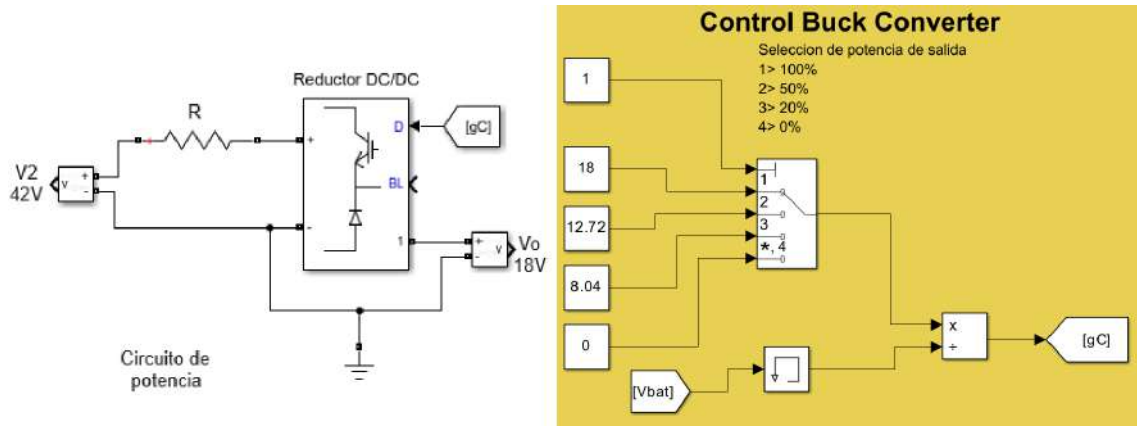 Reductor DC/DC
R
+
D
[gC]
V2
42V
v
+
-
BL
-
1
+
-
v
Vo
18V
Circuito de
potencia
Control Buck Converter
Seleccion de potencia de salida
1> 100%
2> 50%
3> 20%
4> 0%
1
18
12.72
8.04
0
1
2
3
*, 4
[Vbat]
x
÷
[gC]